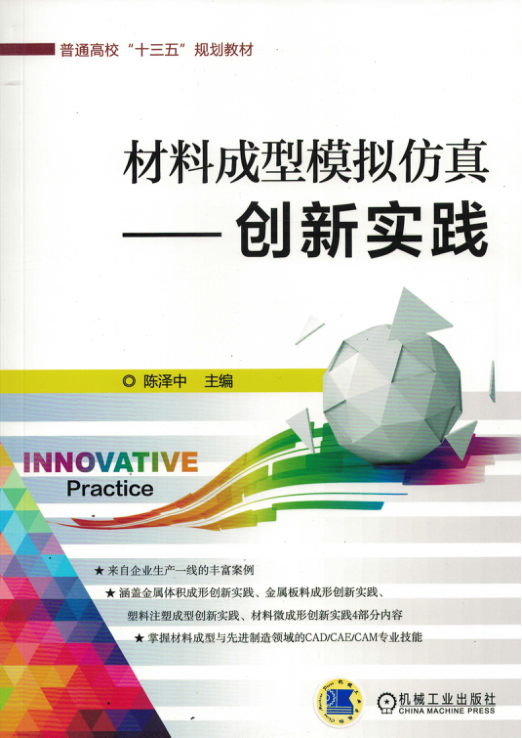 普通高校“十三五”规划教材
材料成型模拟仿真
——创新实践
◎ 陈泽中 主编
INNOVATIVE
Practice
★ 来自企业生产一线的丰富案例
★ 涵盖金属体积成形创新实践、金属板料成形创新实践、
塑料注塑成型创新实践、材料微成形创新实践4部分内容
★ 掌握材料成型与先进制造领域的CAD/CAE/CAM专业技能
机械工业出版社
CHINA MACHINE PRESS